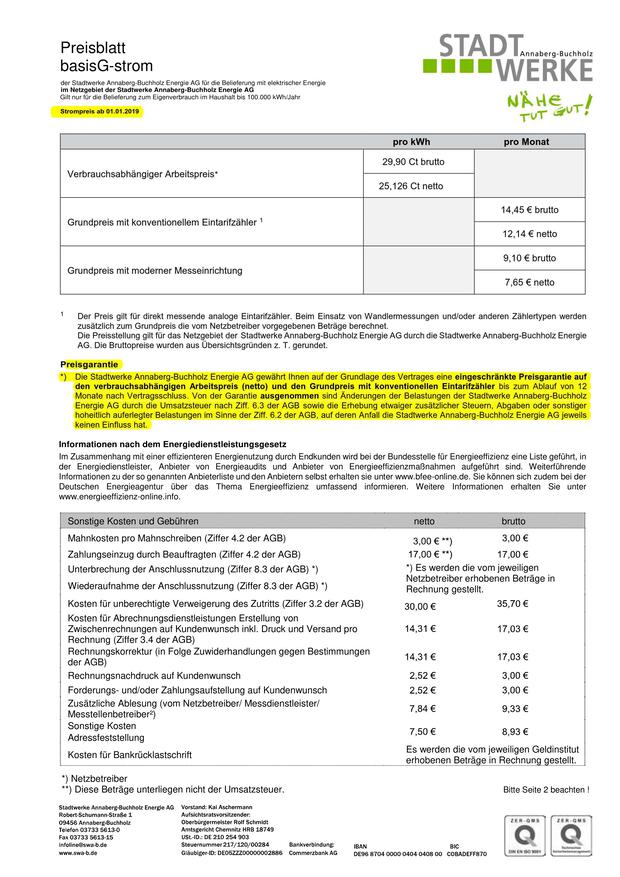 Preisblatt
basisG-strom
der Stadtwerke Annaberg-Buchholz Energie AG für die Belieferung mit elektrischer Energie
im Netzgebiet der Stadtwerke Annaberg-Buchholz Energie AG
Gilt nur für die Belieferung zum Eigenverbrauch im Haushalt bis 100.000 kWh/Jahr
Strompreis ab 01.01.2019
STADT
Annaberg-Buchholz
WERKE
NÄHE
TUT GUT!
pro kWh pro Monat
Verbrauchsabhängiger Arbeitspreis*
29,90 Ct brutto
25,126 Ct netto
Grundpreis mit konventionellem Eintarifzähler 1
14,45 € brutto
12,14 € netto
Grundpreis mit moderner Messeinrichtung
9,10 € brutto
7,65 € netto
1 Der Preis gilt für direkt messende analoge Eintarifzähler. Beim Einsatz von Wandlermessungen und/oder anderen Zählertypen werden
zusätzlich zum Grundpreis die vom Netzbetreiber vorgegebenen Beträge berechnet.
Die Preisstellung gilt für das Netzgebiet der Stadtwerke Annaberg-Buchholz Energie AG durch die Stadtwerke Annaberg-Buchholz Energie
AG. Die Bruttopreise wurden aus Übersichtsgründen z. T. gerundet.
Preisgarantie
*) Die Stadtwerke Annaberg-Buchholz Energie AG gewährt Ihnen auf der Grundlage des Vertrages eine eingeschränkte Preisgarantie auf
den verbrauchsabhängigen Arbeitspreis (netto) und den Grundpreis mit konventionellen Eintarifzähler bis zum Ablauf von 12
Monate nach Vertragsschluss. Von der Garantie ausgenommen sind Änderungen der Belastungen der Stadtwerke Annaberg-Buchholz
Energie AG durch die Umsatzsteuer nach Ziff. 6.3 der AGB sowie die Erhebung etwaiger zusätzlicher Steuern, Abgaben oder sonstiger
hoheitlich auferlegter Belastungen im Sinne der Ziff. 6.2 der AGB, auf deren Anfall die Stadtwerke Annaberg-Buchholz Energie AG jeweils
keinen Einfluss hat.
Informationen nach dem Energiedienstleistungsgesetz
Im Zusammenhang mit einer effizienteren Energienutzung durch Endkunden wird bei der Bundesstelle für Energieeffizienz eine Liste geführt, in
der Energiedienstleister, Anbieter von Energieaudits und Anbieter von Energieeffizienzmaßnahmen aufgeführt sind. Weiterführende
Informationen zu der so genannten Anbieterliste und den Anbietern selbst erhalten sie unter www.bfee-online.de. Sie können sich zudem bei der
Deutschen Energieagentur über das Thema Energieeffizienz umfassend informieren. Weitere Informationen erhalten Sie unter
www.energieeffizienz-online.info.
Sonstige Kosten und Gebühren netto brutto
Mahnkosten pro Mahnschreiben (Ziffer 4.2 der AGB) 3,00 € **) 3,00 €
Zahlungseinzug durch Beauftragten (Ziffer 4.2 der AGB) 17,00 € **) 17,00 €
Unterbrechung der Anschlussnutzung (Ziffer 8.3 der AGB) *)
Wiederaufnahme der Anschlussnutzung (Ziffer 8.3 der AGB) *)
*) Es werden die vom jeweiligen
Netzbetreiber erhobenen Beträge in
Rechnung gestellt.
Kosten für unberechtigte Verweigerung des Zutritts (Ziffer 3.2 der AGB) 30,00 € 35,70 €
Kosten für Abrechnungsdienstleistungen Erstellung von
Zwischenrechnungen auf Kundenwunsch inkl. Druck und Versand pro
Rechnung (Ziffer 3.4 der AGB) 14,31 € 17,03 €
Rechnungskorrektur (in Folge Zuwiderhandlungen gegen Bestimmungen
der AGB) 14,31 € 17,03 €
Rechnungsnachdruck auf Kundenwunsch 2,52 € 3,00 €
Forderungs- und/oder Zahlungsaufstellung auf Kundenwunsch 2,52 € 3,00 €
Zusätzliche Ablesung (vom Netzbetreiber/ Messdienstleister/
Messtellenbetreiber²) 7,84 € 9,33 €
Sonstige Kosten
Adressfeststellung 7,50 € 8,93 €
Kosten für Bankrücklastschrift
Es werden die vom jeweiligen Geldinstitut
erhobenen Beträge in Rechnung gestellt.
*) Netzbetreiber
**) Diese Beträge unterliegen nicht der Umsatzsteuer.
Bitte Seite 2 beachten !
Stadtwerke Annaberg-Buchholz Energie AG
Robert-Schumann-Straße 1
09456 Annaberg-Buchholz
Telefon 03733 5613-0
Fax 03733 5613-15
infoline@swa-b.de
www.swa-b.de
Vorstand: Kai Aschermann
Aufsichtsratsvorsitzender:
Oberbürgermeister Rolf Schmidt
Amtsgericht Chemnitz HRB 18749
USt.-ID.: DE 210 254 903
Steuernummer 217/120/00284
Gläubiger-ID: DE05ZZZ00000002886
Bankverbindung:
Commerzbank AG
IBAN
DE96 8704 0000 0404 0408 00
BIC
COBADEFF870
ZER-QMS
DIN EN ISO 9001
ZER-QMS